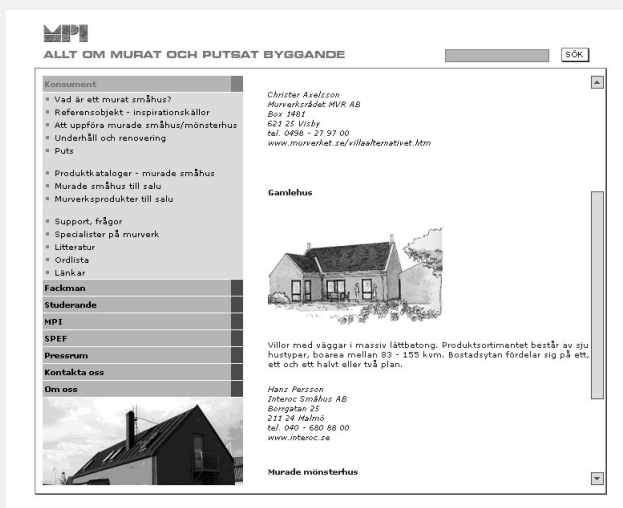 MPI
ALLT OM MURAT OCH PUTSAT BYGGANDE
SÖK
Konsument
Vad är ett murat småhus?
Referensobjekt - inspirationskällor
Att uppföra murade småhus/mönsterhus
Underhåll och renovering
Puts
Produktkataloger - murade småhus
Murade småhus till salu
Murverksprodukter till salu
Support, frågor
Specialister på murverk
Litteratur
Ordlista
Länkar
Fackman
Studerande
MPI
SPEF
Pressrum
Kontakta oss
Om oss
Christer Axelsson
Murverksrådet MVR AB
Box 1481
621 25 Visby
tel. 0498 - 27 97 00
www.murverket.se/villaalternativet.htm
Gamlehus
Villor med väggar i massiv lättbetong. Produktsortimentet består av sju
hustyper, boarea mellan 83 - 155 kvm. Bostadsytan fördelar sig på ett,
ett och ett halvt eller två plan.
Hans Persson
Interoc Småhus AB
Borrgatan 25
211 24 Malmö
tel. 040 - 680 88 00
www.interoc.se
Murade mönsterhus